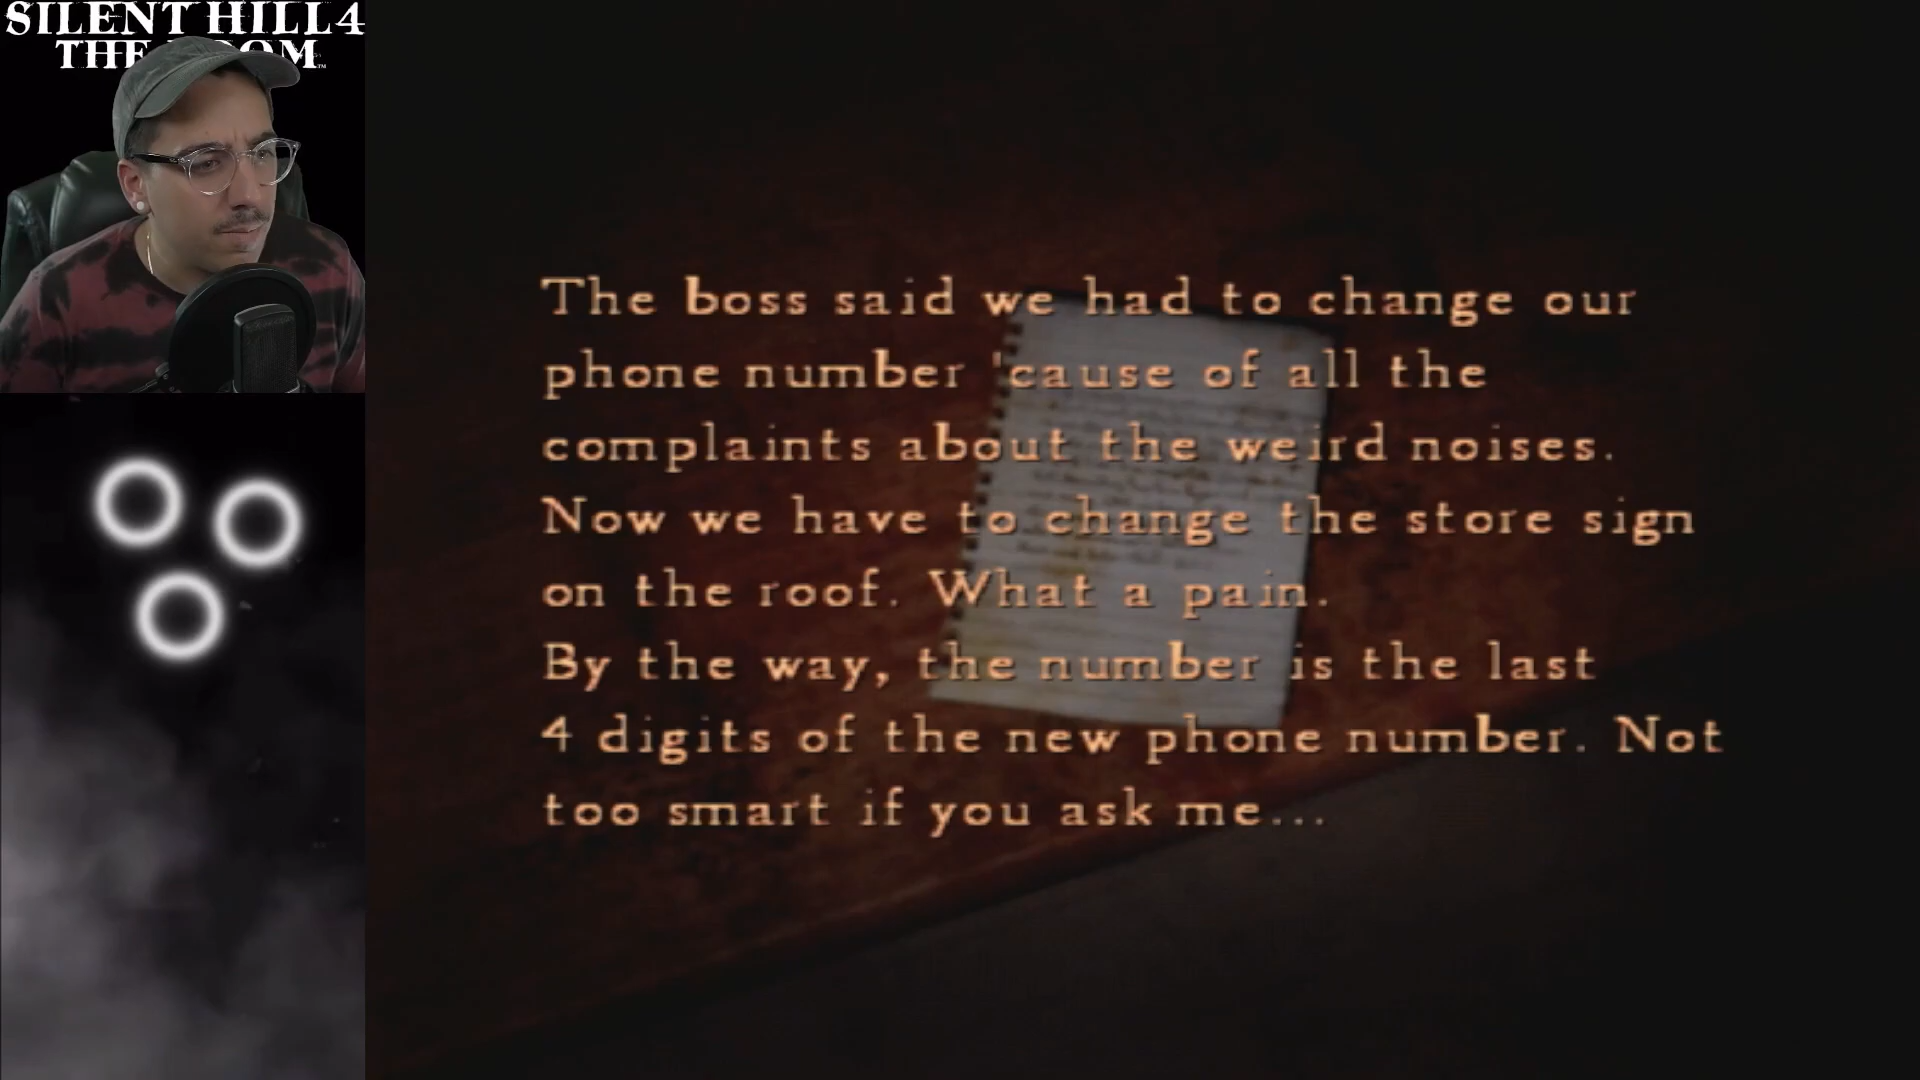 SILENT HILL 4
THE
The boss said we had to change our
phone number 'cause of all the
complaints about the weird noises.
Now we have to change the store sign
on the roof. What a pain.
By the way, the number is the last
4 digits of the new phone number. Not
too smart if you ask me...